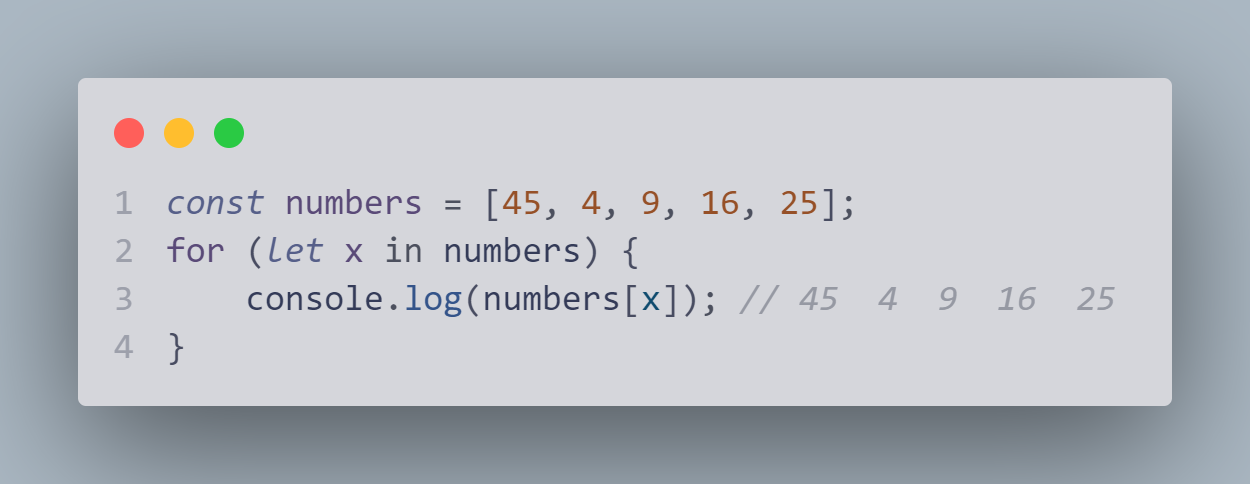 1 const numbers = [45, 4, 9, 16, 25];
2 for (let x in numbers) {
3     console.log(numbers[x]); // 45  4  9  16  25
4 }